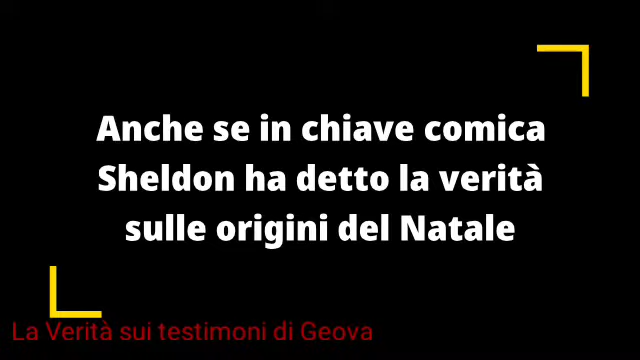 Anche se in chiave comica
Sheldon ha detto la verità
sulle origini del Natale
La Verità sui testimoni di Geova